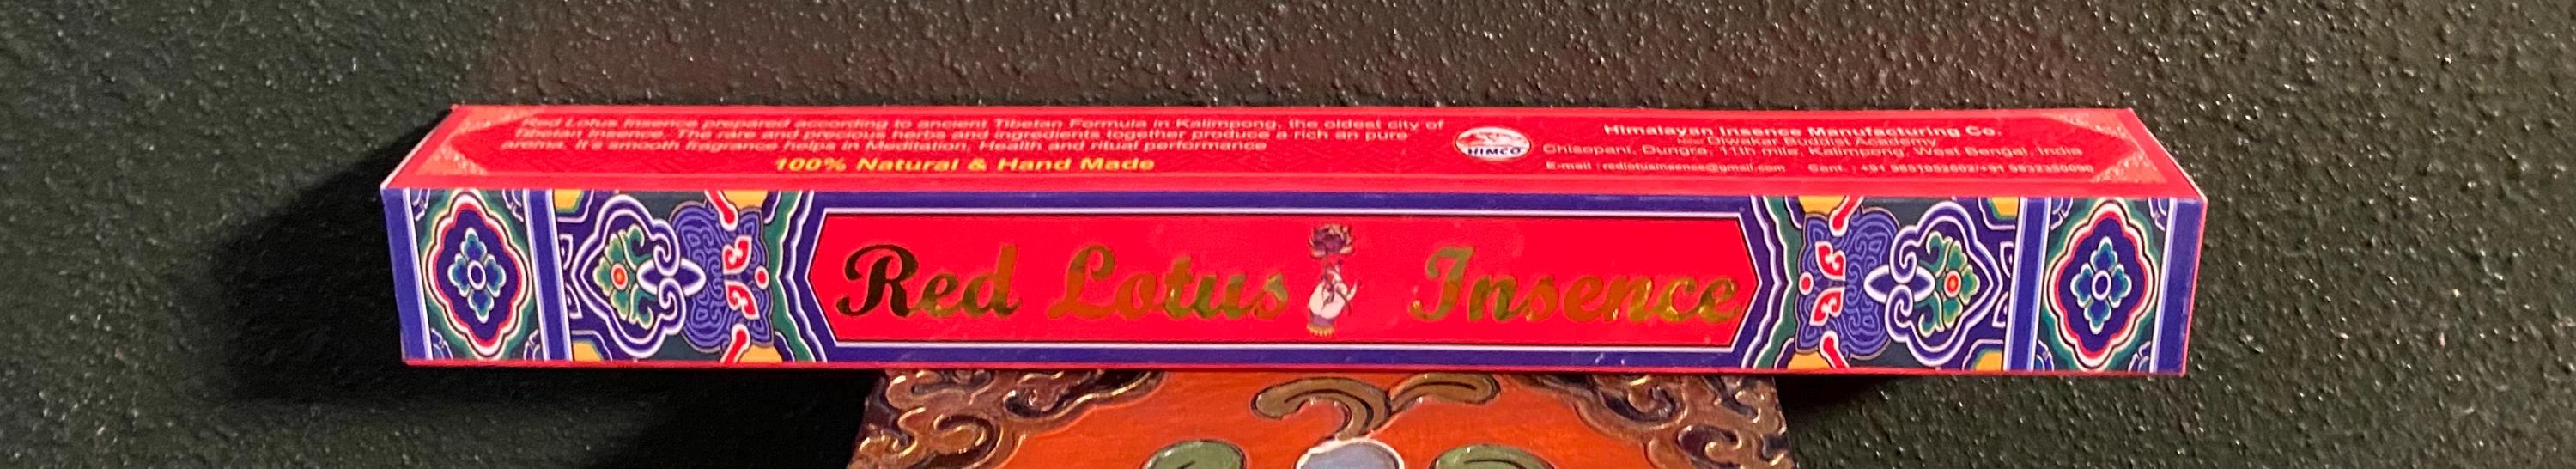 Red Lotus Insence prepared according to ancient Tibetan Formula in Kalimpong, the oldest city of
Tibetan Insence. The rare and precious herbs and ingredients together produce a rich an pure
aroma. It's smooth fragrance helps in Meditation, Health and ritual performance
100% Natural & Hand Made
HIMCO
Himalayan Insence Manufacturing Co.
Near Diwakar Buddist Academy
Chisopani, Dungra, 11th mile, Kalimpong, West Bengal, India
E-mail : redlotusinsence@gmail.com Cont. :
Red Lotus Insence